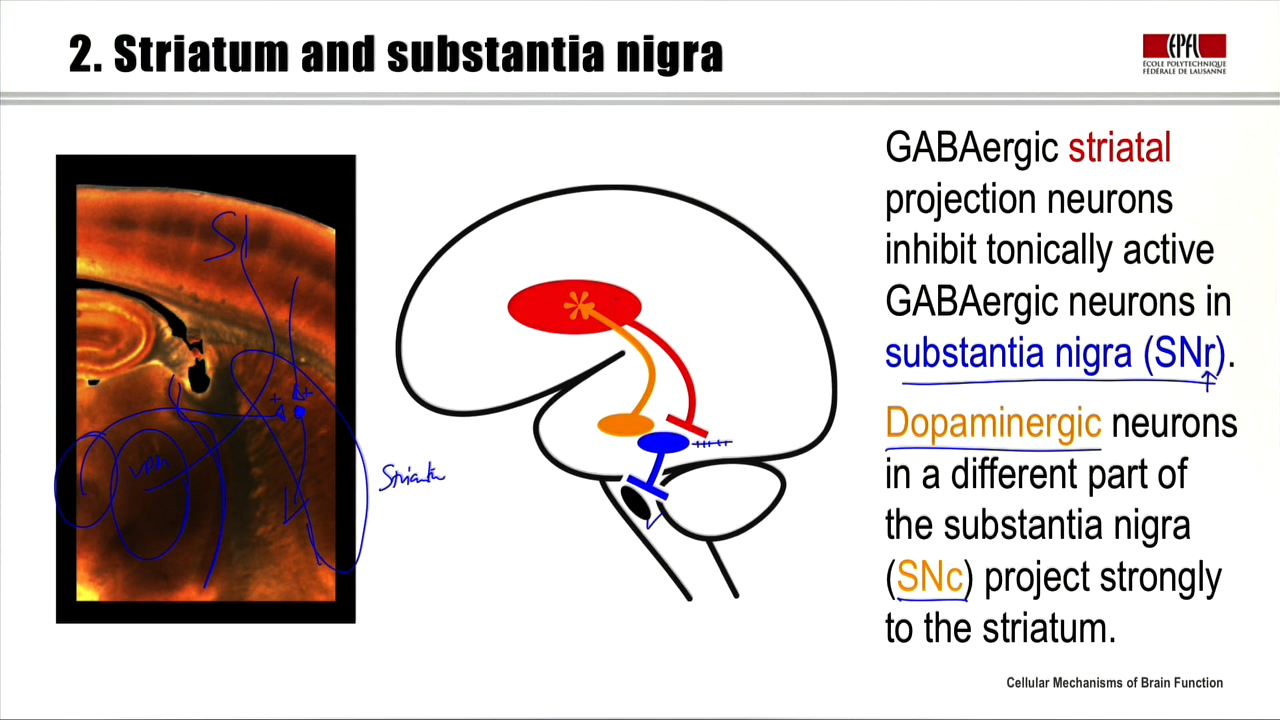 2. Striatum and substantia nigra
EPFL
ÉCOLE POLYTECHNIQUE
FÉDÉRALE DE LAUSANNE
S1
VPM
GABAergic striatal
projection neurons
inhibit tonically active
GABAergic neurons in
substantia nigra (SNr).
Dopaminergic neurons
in a different part of
the substantia nigra
(SNc) project strongly
to the striatum.
Cellular Mechanisms of Brain Function